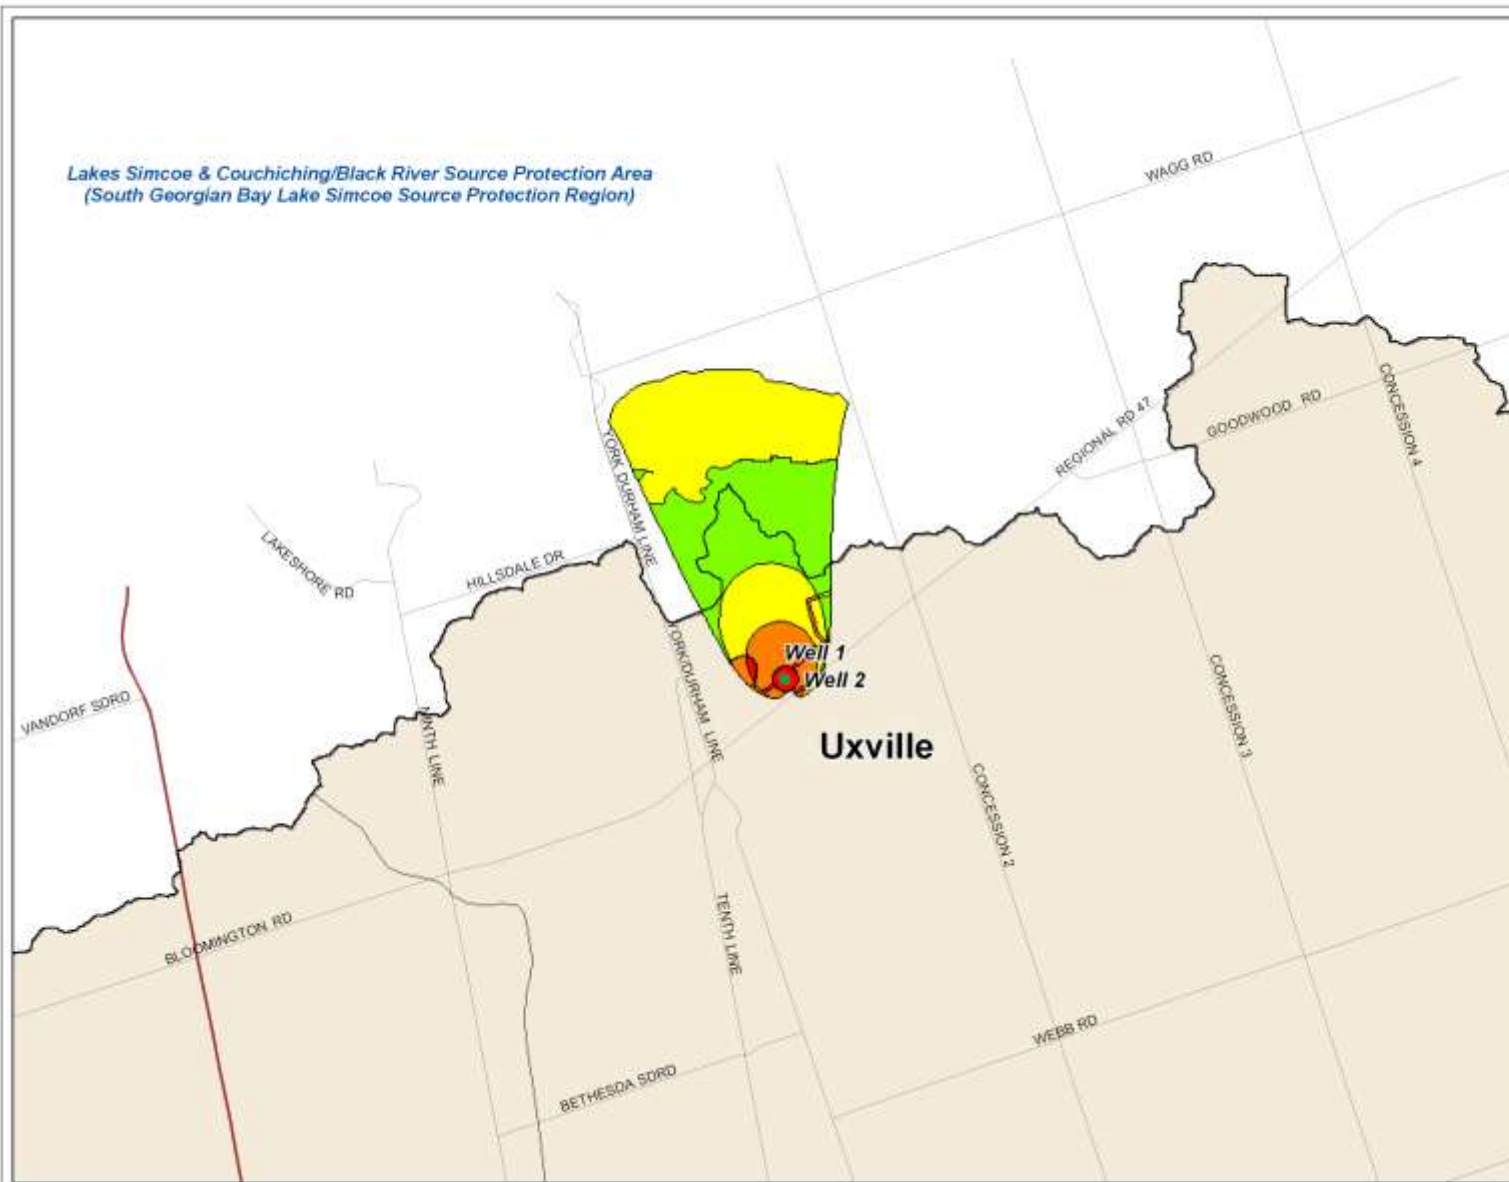 Lakes Simcoe & Couchiching/Black River Source Protection Area
(South Georgian Bay Lake Simcoe Source Protection Region)
WAGG RD
CONCESSION 4
GOODWOOD RD
REGIONAL RD 47
YORK DURHAM LINE
LAKESHORE RD
HILLSDALE DR
YORK/DURHAM LINE
Well 1
Well 2
CONCESSION 3
VANDORF SDRD
NINTH LINE
Uxville
CONCESSION 2
BLOOMINGTON RD
TENTH LINE
WEBB RD
BETHESDA SDRD